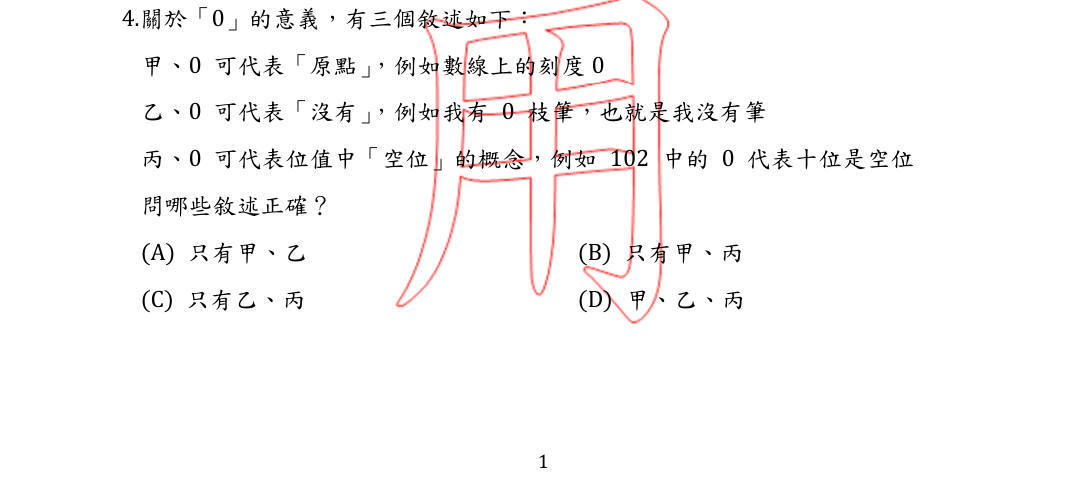 4.關於「0」的意義，有三個敘述如下：
甲、0 可代表「原點」，例如數線上的刻度 0
乙、0 可代表「沒有」，例如我有 0 枝筆，也就是我沒有筆
丙、0 可代表位值中「空位」的概念，例如 102 中的 0 代表十位是空位
問哪些敘述正確？
(A) 只有甲、乙 (B) 只有甲、丙
(C) 只有乙、丙 (D) 甲、乙、丙
用
1